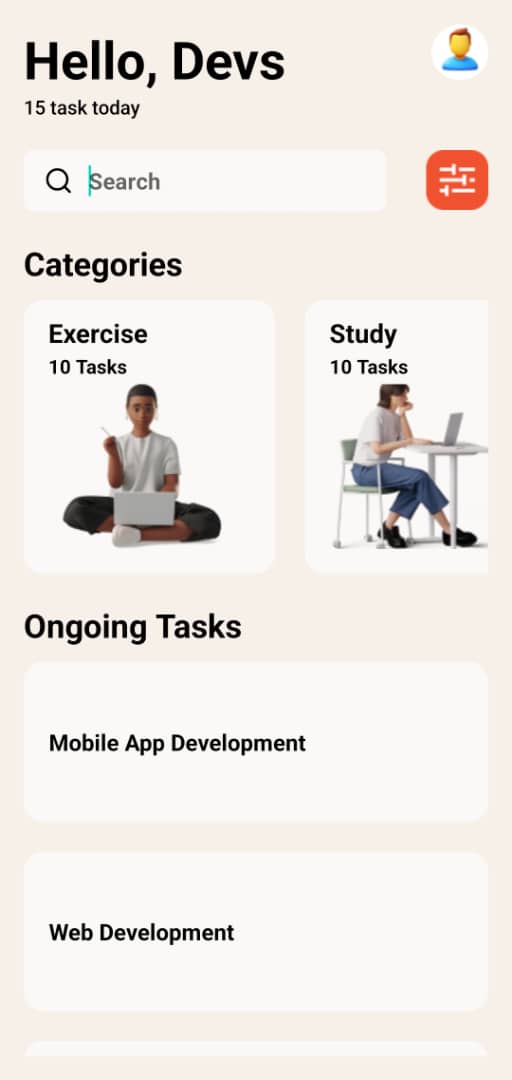 Hello, Devs
15 task today
Search
Categories
Exercise
10 Tasks
Study
10 Tasks
Ongoing Tasks
Mobile App Development
Web Development